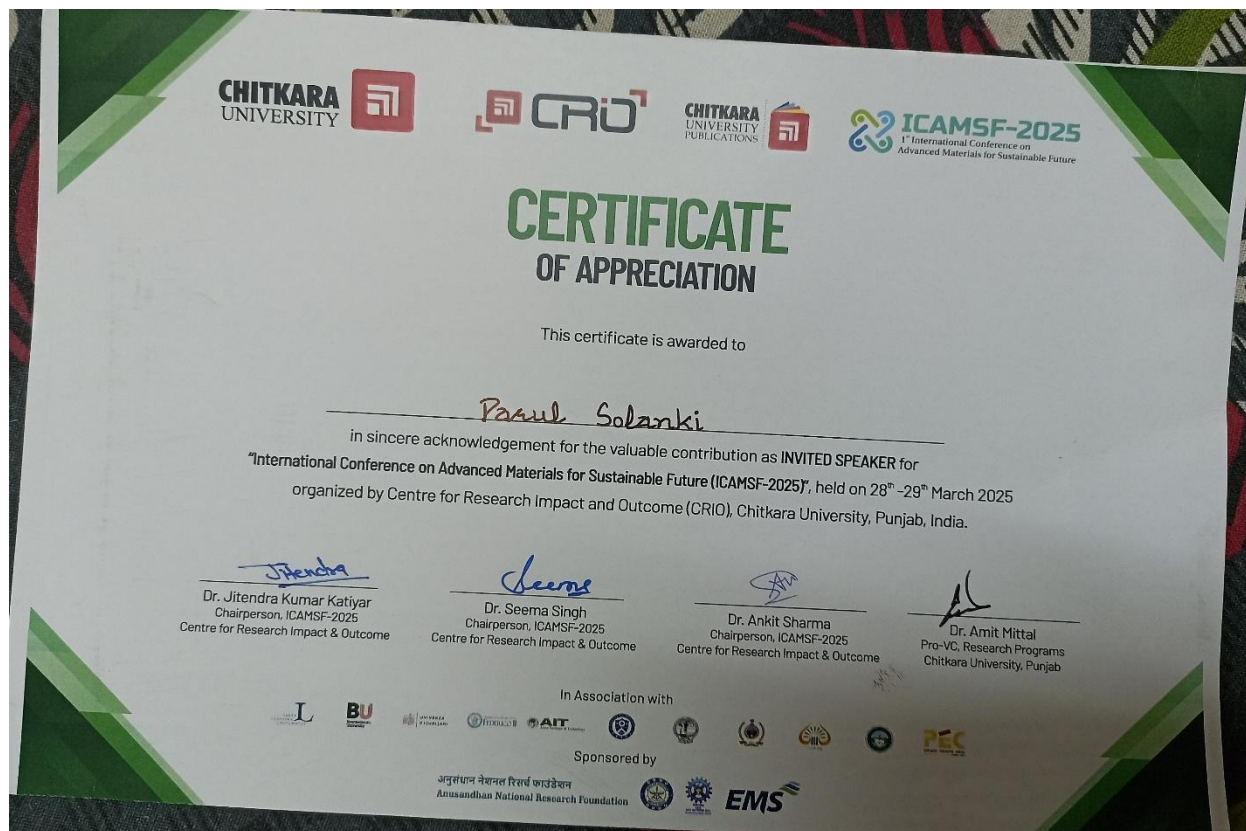 CHITKARA
UNIVERSITY
CRIO
CHITKARA
UNIVERSITY
PUBLICATIONS
ICAMSF-2025
1st International Conference on
Advanced Materials for Sustainable Future
CERTIFICATE
OF APPRECIATION
This certificate is awarded to
Parul Solanki
in sincere acknowledgement for the valuable contribution as INVITED SPEAKER for
"International Conference on Advanced Materials for Sustainable Future (ICAMSF-2025)", held on 28th -29th March 2025
organized by Centre for Research Impact and Outcome (CRIO), Chitkara University, Punjab, India.
Jitendra
Dr. Jitendra Kumar Katiyar
Chairperson, ICAMSF-2025
Centre for Research Impact & Outcome
Seema
Dr. Seema Singh
Chairperson, ICAMSF-2025
Centre for Research Impact & Outcome
Dr. Ankit Sharma
Chairperson, ICAMSF-2025
Centre for Research Impact & Outcome
Dr. Amit Mittal
Pro-VC, Research Programs
Chitkara University, Punjab
In Association with
L
BU
AIT
PEC
Sponsored by
अनुसंधान नेशनल रिसर्च फाउंडेशन
Anusandhan National Research Foundation
EMS